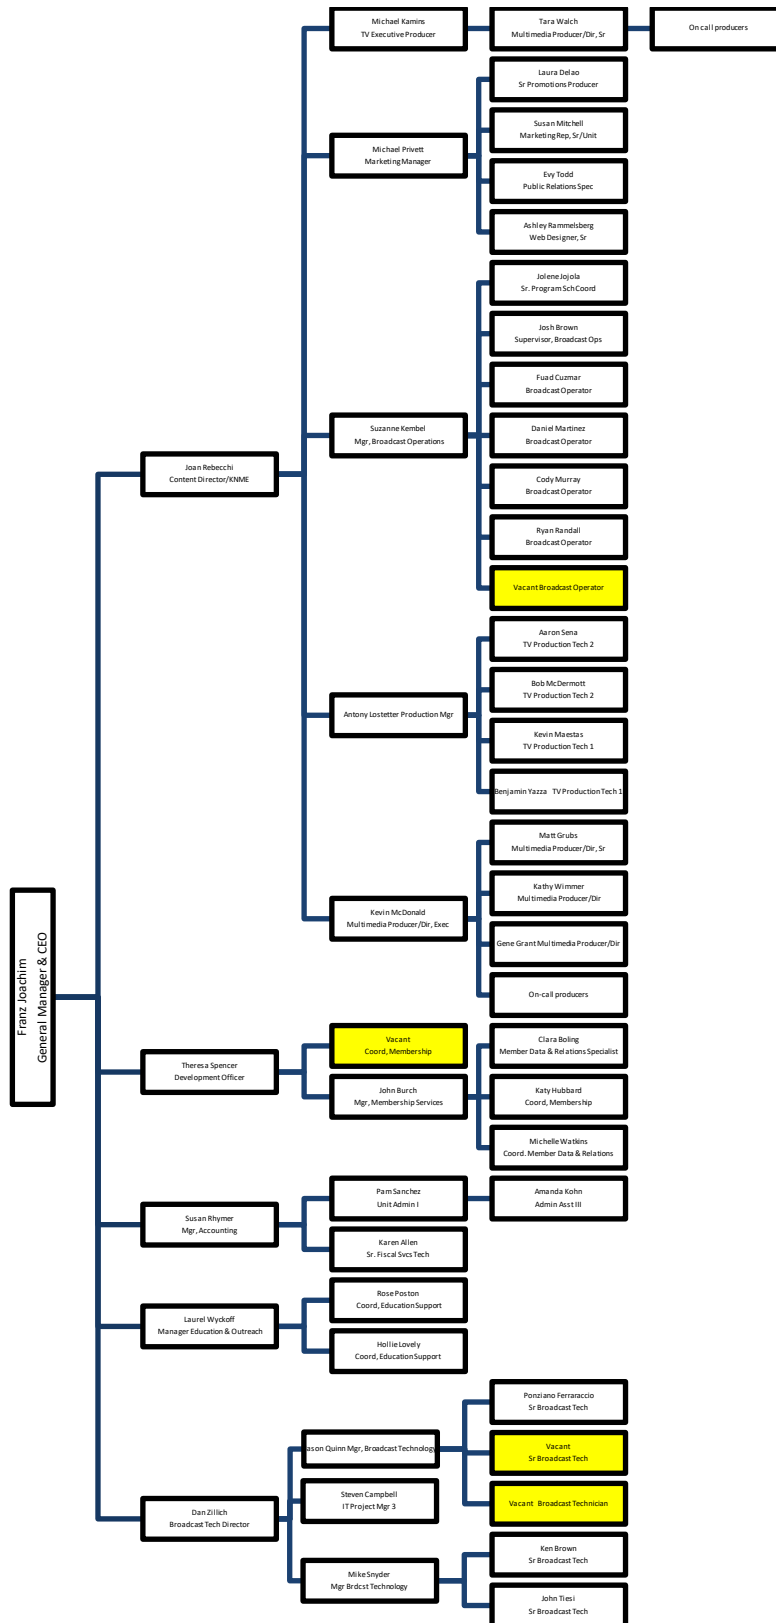 Michael Kamins
TV Executive Producer
Tara Walch
Multimedia Producer/Dir, Sr
On call producers
Laura Delao
Sr Promotions Producer
Susan Mitchell
Marketing Rep, Sr/Unit
Michael Privett
Marketing Manager
Evy Todd
Public Relations Spec
Ashley Rammelsberg
Web Designer, Sr
Jolene Jojola
Sr. Program Sch Coord
Josh Brown
Supervisor, Broadcast Ops
Fuad Cuzmar
Broadcast Operator
Suzanne Kembel
Mgr, Broadcast Operations
Daniel Martinez
Broadcast Operator
Joan Rebecchi
Content Director/KNME
Cody Murray
Broadcast Operator
Ryan Randall
Broadcast Operator
Vacant Broadcast Operator
Aaron Sena
TV Production Tech 2
Bob McDermott
TV Production Tech 2
Antony Lostetter Production Mgr
Kevin Maestas
TV Production Tech 1
Benjamin Yazza TV Production Tech 1
Matt Grubs
Multimedia Producer/Dir, Sr
Kathy Wimmer
Multimedia Producer/Dir
Kevin McDonald
Multimedia Producer/Dir, Exec
Gene Grant Multimedia Producer/Dir
On-call producers
Franz Joachim
General Manager & CEO
Vacant
Coord, Membership
Clara Boling
Member Data & Relations Specialist
Theresa Spencer
Development Officer
John Burch
Mgr, Membership Services
Katy Hubbard
Coord, Membership
Michelle Watkins
Coord. Member Data & Relations
Pam Sanchez
Unit Admin I
Amanda Kohn
Admin Asst III
Susan Rhymer
Mgr, Accounting
Karen Allen
Sr. Fiscal Svcs Tech
Rose Poston
Coord, Education Support
Laurel Wyckoff
Manager Education & Outreach
Hollie Lovely
Coord, Education Support
Ponziano Ferraraccio
Sr Broadcast Tech
ason Quinn Mgr, Broadcast Technology
Vacant
Sr Broadcast Tech
Steven Campbell
IT Project Mgr 3
Vacant Broadcast Technician
Dan Zillich
Broadcast Tech Director
Ken Brown
Sr Broadcast Tech
Mike Snyder
Mgr Brdcst Technology
John Tiesi
Sr Broadcast Tech